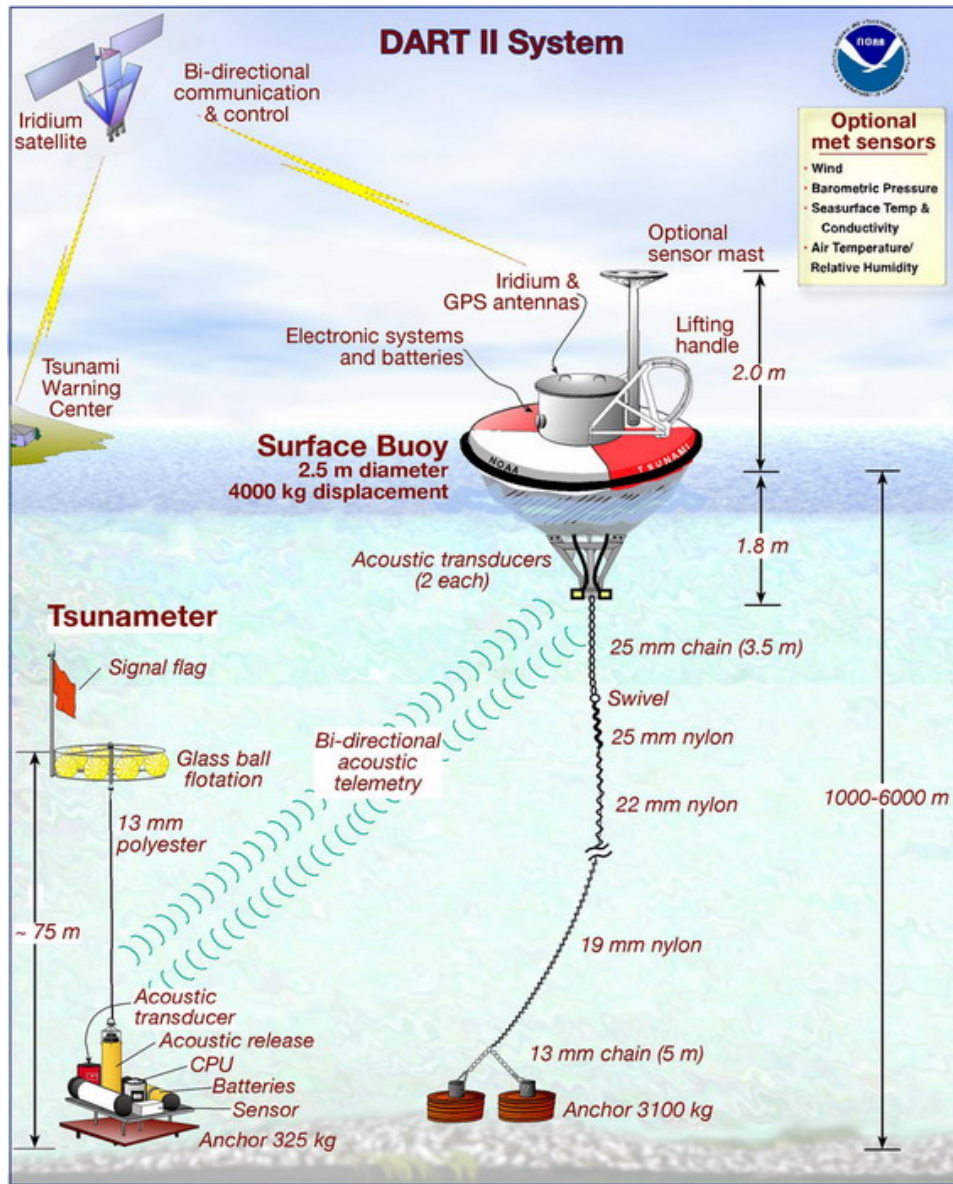 DART II System
NOAA
Bi-directional
communication
& control
Iridium
satellite
Optional
met sensors
• Wind
• Barometric Pressure
• Seasurface Temp &
Conductivity
• Air Temperature/
Relative Humidity
Optional
sensor mast
Iridium &
GPS antennas
Lifting
handle
Electronic systems
and batteries
2.0 m
Tsunami
Warning
Center
Surface Buoy
2.5 m diameter
4000 kg displacement
NOAA
TSUNAMI
1.8 m
Acoustic transducers
(2 each)
Tsunameter
Signal flag
25 mm chain (3.5 m)
Swivel
25 mm nylon
Glass ball
flotation
Bi-directional
acoustic
telemetry
22 mm nylon
1000-6000 m
13 mm
polyester
~ 75 m
19 mm nylon
Acoustic
transducer
Acoustic release
CPU
Batteries
Sensor
Anchor 325 kg
13 mm chain (5 m)
Anchor 3100 kg